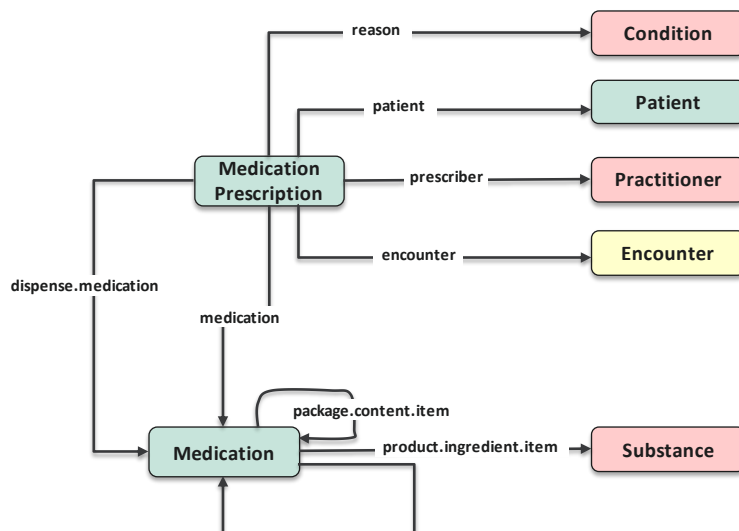 reason
Condition
patient
Patient
Medication
Prescription
prescriber
Practitioner
encounter
Encounter
dispense.medication
medication
package.content.item
Medication
product.ingredient.item
Substance